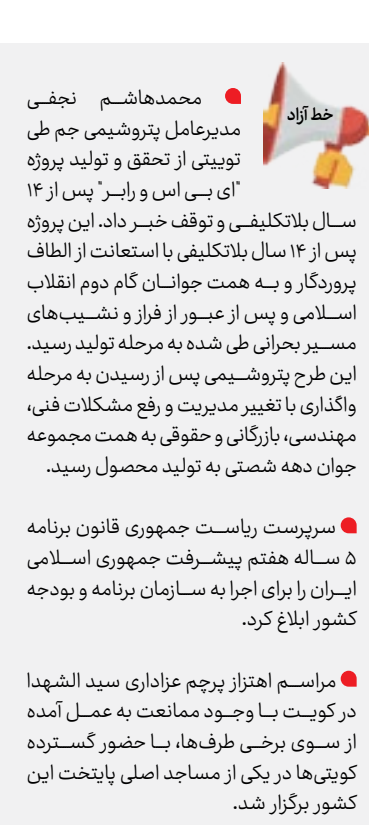 خط آزاد
محمدهاشم نجفی
مدیرعامل پتروشیمی جم طی
توییتی از تحقق و تولید پروژه
"ای بی اس و رابر" پس از ۱۴
سال بلاتکلیفی و توقف خبر داد. این پروژه
پس از ۱۴ سال بلاتکلیفی با استعانت از الطاف
پروردگار و به همت جوانان گام دوم انقلاب
اسلامی و پس از عبور از فراز و نشیب‌های
مسیر بحرانی طی شده به مرحله تولید رسید.
این طرح پتروشیمی پس از رسیدن به مرحله
واگذاری با تغییر مدیریت و رفع مشکلات فنی،
مهندسی، بازرگانی و حقوقی به همت مجموعه
جوان دهه شصتی به تولید محصول رسید.
سرپرست ریاست جمهوری قانون برنامه
۵ ساله هفتم پیشرفت جمهوری اسلامی
ایران را برای اجرا به سازمان برنامه و بودجه
کشور ابلاغ کرد.
مراسم اهتزاز پرچم عزاداری سید الشهدا
در کویت با وجود ممانعت به عمل آمده
از سوی برخی طرف‌ها، با حضور گسترده
کویتی‌ها در یکی از مساجد اصلی پایتخت این
کشور برگزار شد.